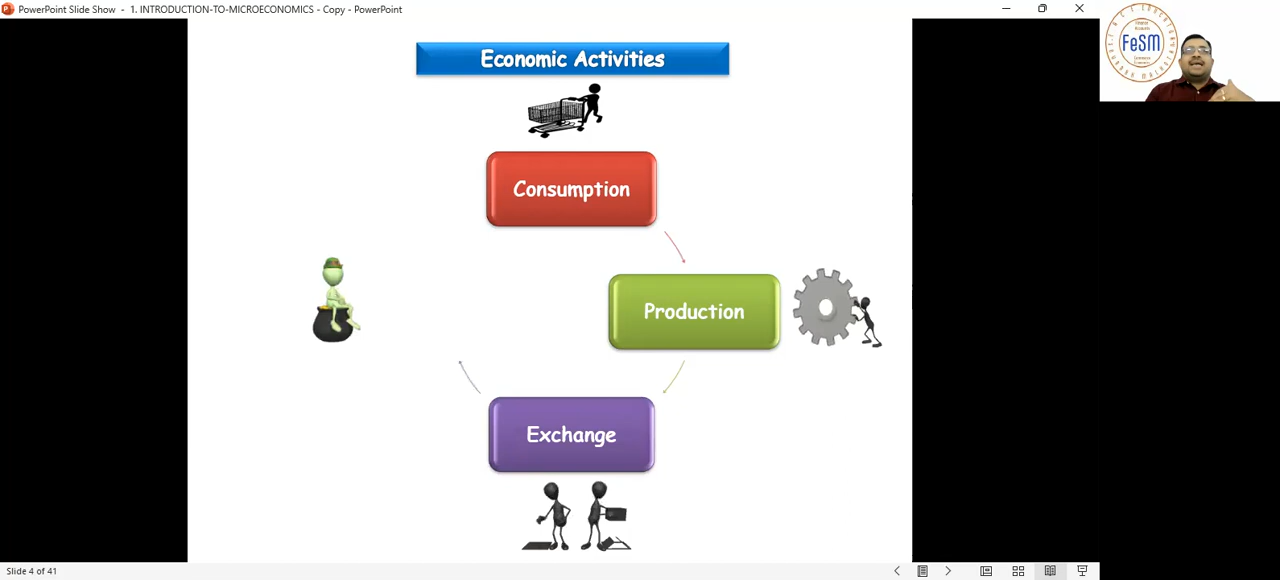 PowerPoint Slide Show - 1. INTRODUCTION-TO-MICROECONOMICS - Copy - PowerPoint
Economic Activities
FeSM
Consumption
Production
Exchange
Slide 4 of 41